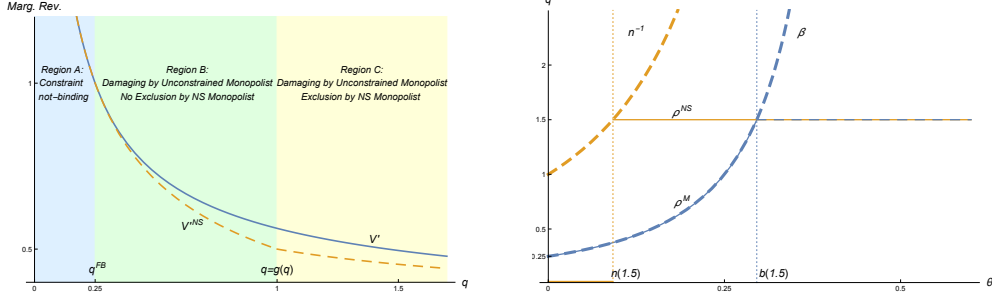 Marg. Rev.
Region A:
Constraint
not–binding
Region B:
Damaging by Unconstrained Monopolist
No Exclusion by NS Monopolist
Region C:
Damaging by Unconstrained Monopolist
Exclusion by NS Monopolist
1
0.5
V'^NS
V'
q^FB
q=g(q)
0
0.25
1
1.5
q
n^−1
β
2
ρ^NS
1.5
1
ρ^M
0.5
0.25
n(1.5)
b(1.5)
0
0.5
θ